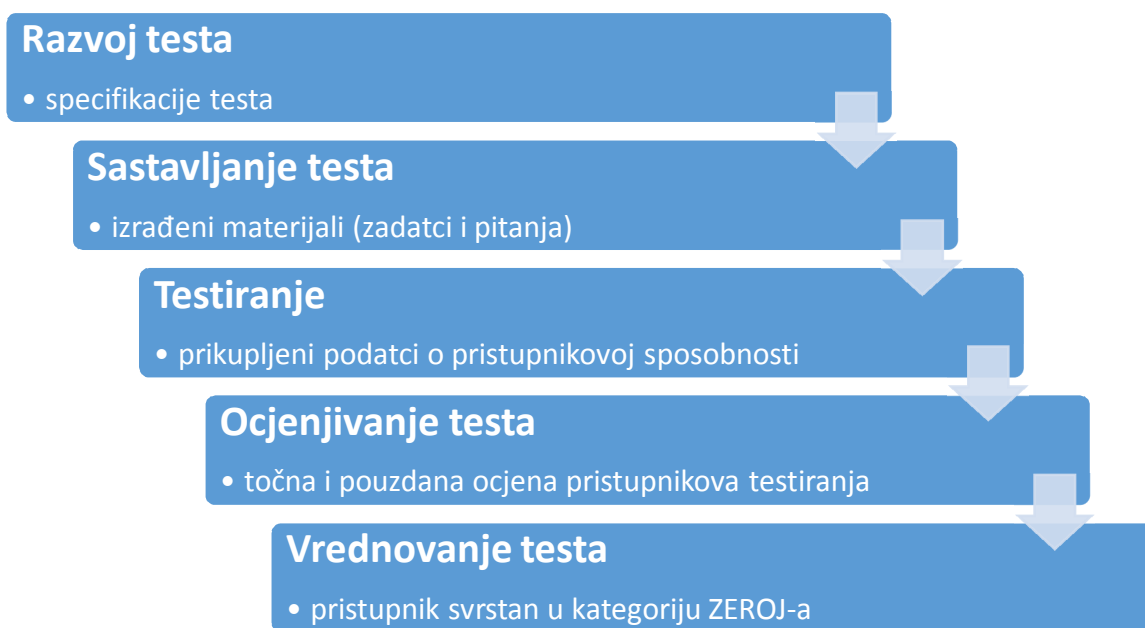 Razvoj testa
• specifikacije testa
Sastavljanje testa
• izrađeni materijali (zadatci i pitanja)
Testiranje
• prikupljeni podatci o pristupnikovoj sposobnosti
Ocjenjivanje testa
• točna i pouzdana ocjena pristupnikova testiranja
Vrednovanje testa
• pristupnik svrstan u kategoriju ZEROJ-a